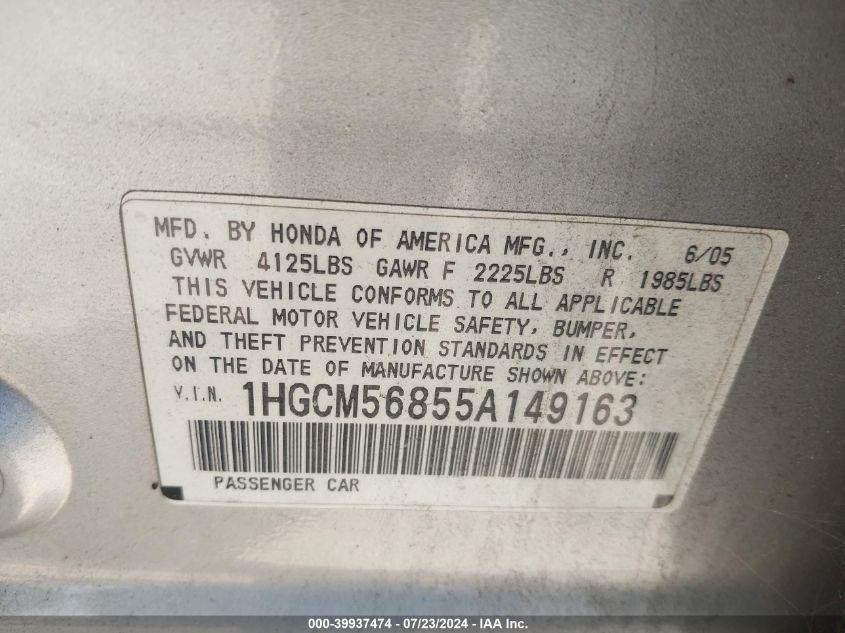 MFD. BY HONDA OF AMERICA MFG., INC. 6/05
GVWR 4125LBS GAWR F 2225LBS R 1985LBS
THIS VEHICLE CONFORMS TO ALL APPLICABLE
FEDERAL MOTOR VEHICLE SAFETY, BUMPER,
AND THEFT PREVENTION STANDARDS IN EFFECT
ON THE DATE OF MANUFACTURE SHOWN ABOVE:
V.I.N. 1HGCM56855A149163
PASSENGER CAR
000-39937474 - 07/23/2024 - IAA Inc.